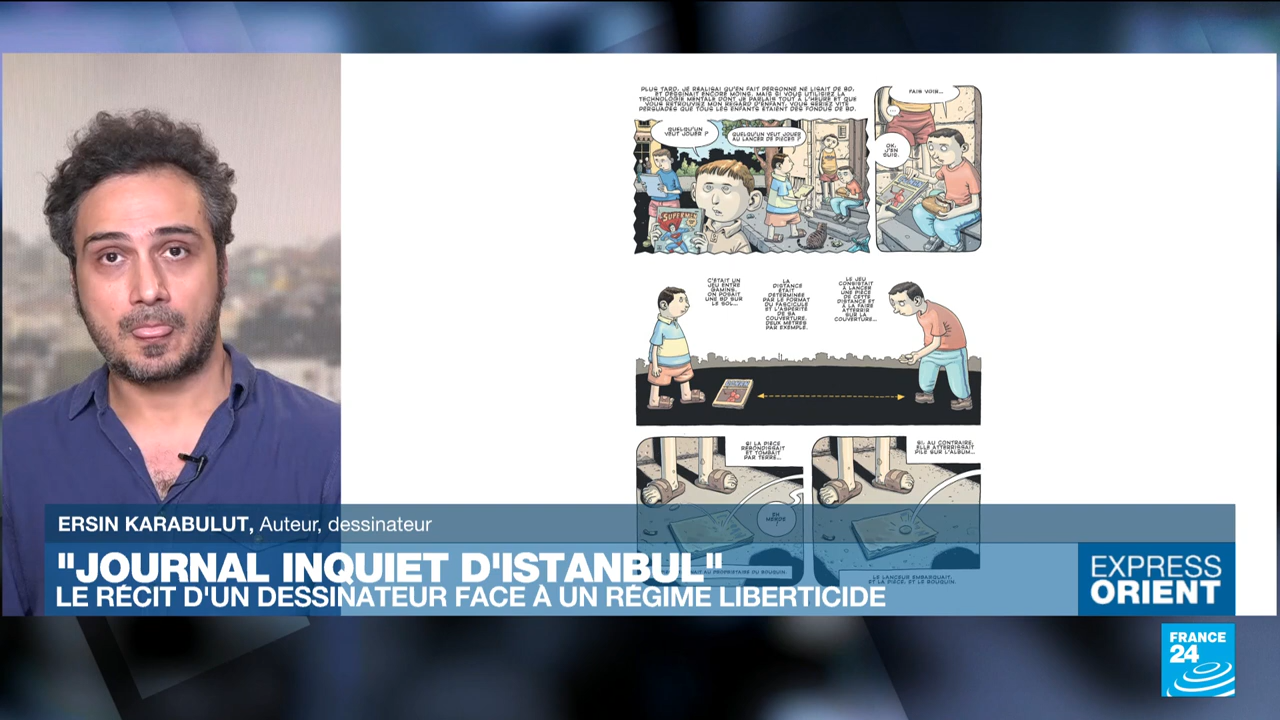 PLUS TARD, JE RÉALISAI QU'EN FAIT PERSONNE NE LISAIT DE BD,
ET DESSINAIT ENCORE MOINS. MAIS SI VOUS UTILISIEZ LA
TECHNOLOGIE MENTALE DONT JE PARLAIS TOUT À L'HEURE ET QUE
VOUS RETROUVIEZ MON REGARD D'ENFANT, VOUS SERIEZ VITE
PERSUADÉS QUE TOUS LES ENFANTS ÉTAIENT DES FONDUS DE BD.
QUELQU'UN
VEUT JOUER ?
QUELQU'UN VEUT JOUER
AU LANCER DE PIÈCES ?
SUPERMAN
FAIS VOIR...
...
OK,
J'EN
SUIS.
C'ÉTAIT UN
JEU ENTRE
GAMINS.
ON POSAIT
UNE BD SUR
LE SOL...
LA
DISTANCE
ÉTAIT
DÉTERMINÉE
PAR LE FORMAT
DU FASCICULE
ET L'ASPÉRITÉ
DE SA
COUVERTURE.
DEUX MÈTRES
PAR EXEMPLE.
LE JEU
CONSISTAIT
À LANCER
UNE PIÈCE
DE CETTE
DISTANCE ET
À LA FAIRE
ATTERRIR
SUR LA
COUVERTURE...
SI LA PIÈCE
REBONDISSAIT
ET TOMBAIT
PAR TERRE...
EH
MERDE
!
SI, AU CONTRAIRE,
ELLE ATTERRISSAIT
PILE SUR L'ALBUM...
AU PROPRIÉTAIRE DU BOUQUIN.
LE LANCEUR EMBARQUAIT,
ET LA PIÈCE, ET LE BOUQUIN.
ERSIN KARABULUT, Auteur, dessinateur
"JOURNAL INQUIET D'ISTANBUL"
LE RÉCIT D'UN DESSINATEUR FACE À UN RÉGIME LIBERTICIDE
EXPRESS
ORIENT
FRANCE
24